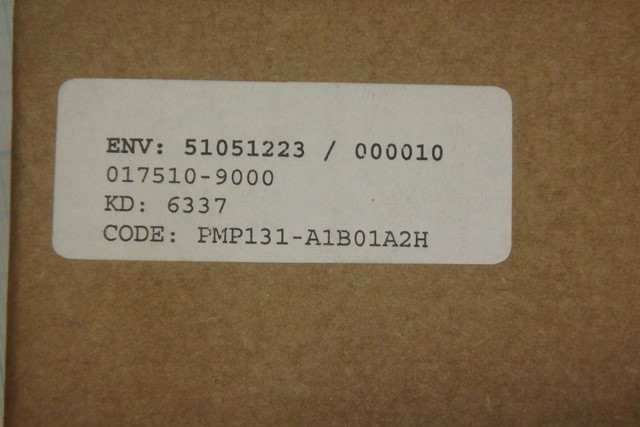 ENV: 51051223 / 000010
017510-9000
KD: 6337
CODE: PMP131-A1B01A2H